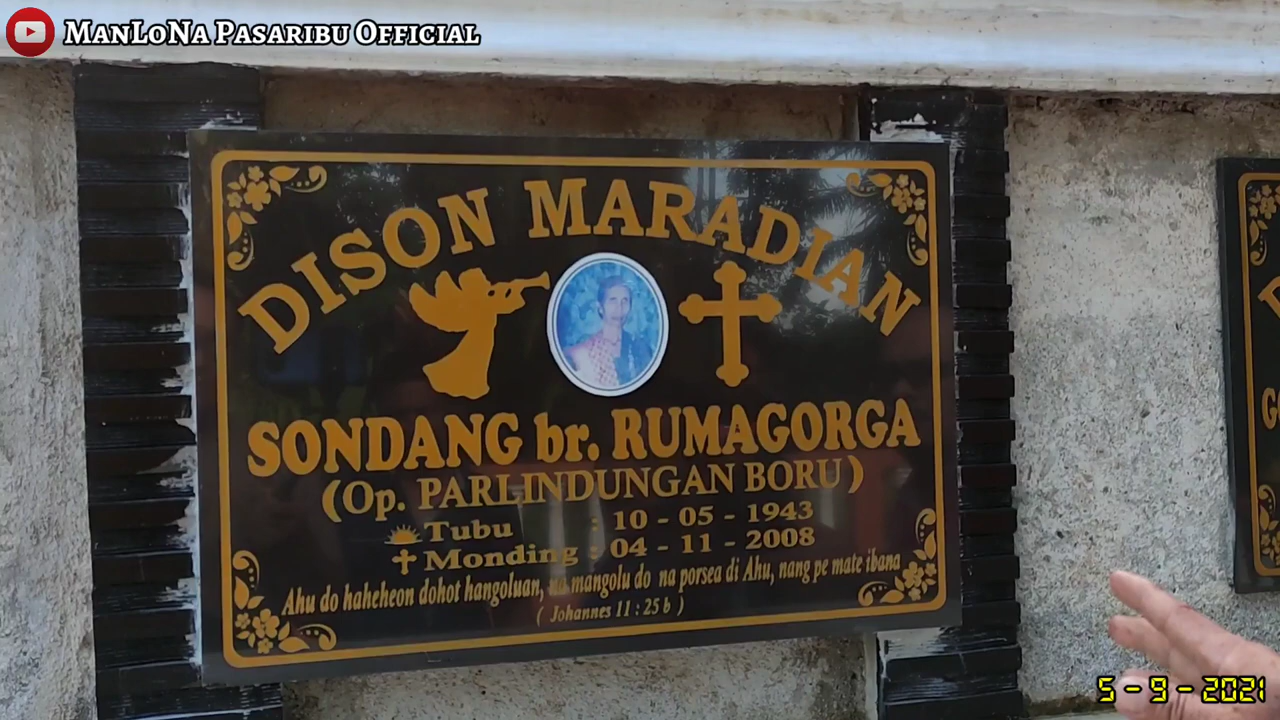 ManLoNa Pasaribu Official
DISON MARADIAN
SONDANG br. RUMAGORGA
(Op. PARLINDUNGAN BORU)
Tubu : 10 - 05 - 1943
Monding : 04 - 11 - 2008
Ahu do haheheon dohot hangoluan, na mangolu do na porsea di Ahu, nang pe mate ibana
( Johannes 11 : 25 b )
5 - 9 - 2021